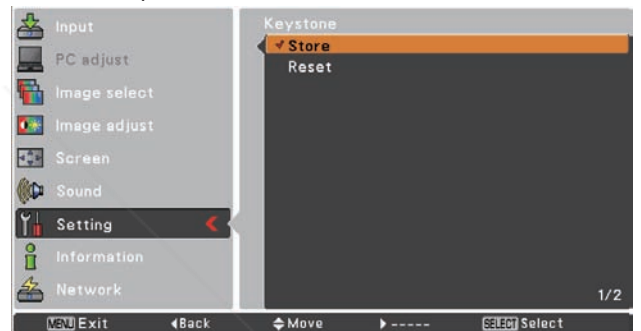 Input
PC adjust
Image select
Image adjust
Screen
Sound
Setting
Information
Network
Keystone
✔Store
Reset
1/2
MENU Exit ◀Back ◆Move ▶----- SELECT Select